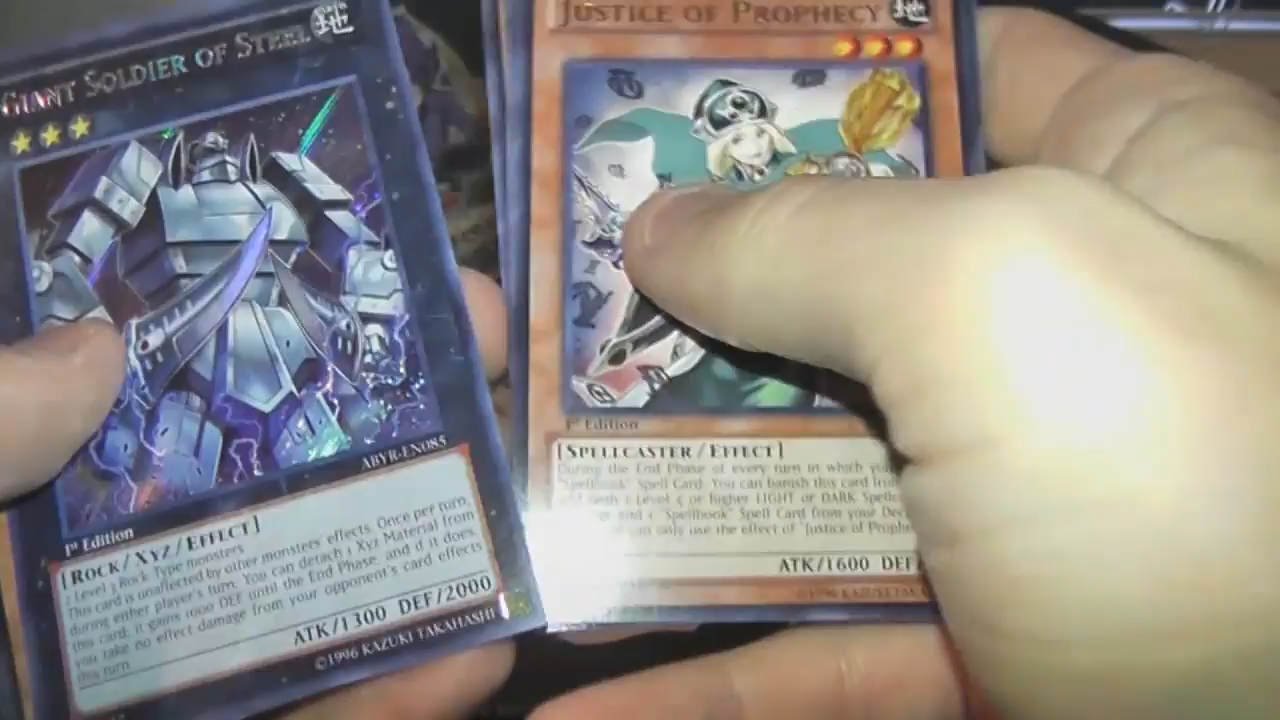 GIANT SOLDIER OF STEEL 地
ABYR-EN085
1st Edition
[ROCK/XYZ/EFFECT]
2 Level 3 Rock-Type monsters
This card is unaffected by other monsters effects. Once per turn,
during either player's turn: You can detach 1 Xyz Material from
this card; it gains 1000 DEF until the End Phase, and if it does,
you take no effect damage from your opponent's card effects
this turn.
ATK/1300 DEF/2000
©1996 KAZUKI TAKAHASHI
JUSTICE OF PROPHECY 地
1st Edition
[SPELLCASTER/EFFECT]
During the End Phase of every turn in which you
"Spellbook" Spell Card: You can banish this card
1 Level 5 or higher LIGHT or DARK
and 1 "Spellbook" Spell Card from your
can only use the effect of "Justice of
ATK/1600 DEF
©1996 KAZUKI